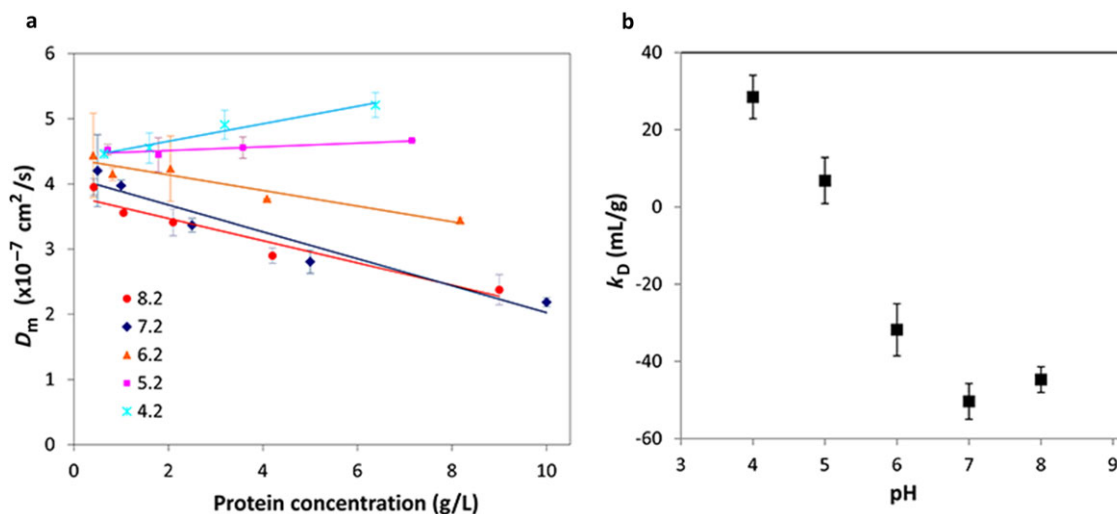 a
6
5
4
3
2
1
0
D_m (x10⁻⁷ cm²/s)
8.2
7.2
6.2
5.2
4.2
0 2 4 6 8 10
Protein concentration (g/L)
b
40
20
0
-20
-40
-60
k_D (mL/g)
3 4 5 6 7 8 9
pH